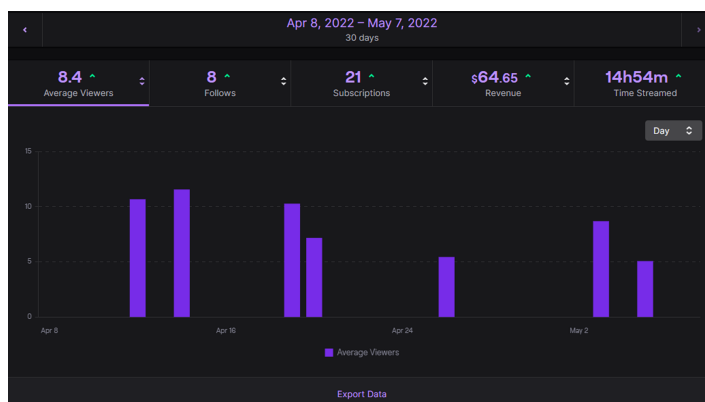 Apr 8, 2022 – May 7, 2022
30 days
8.4 8 21 $64.65 14h54m
Average Viewers Follows Subscriptions Revenue Time Streamed
Day
15
10
5
0
Apr 8 Apr 16 Apr 24 May 2
Average Viewers
Export Data